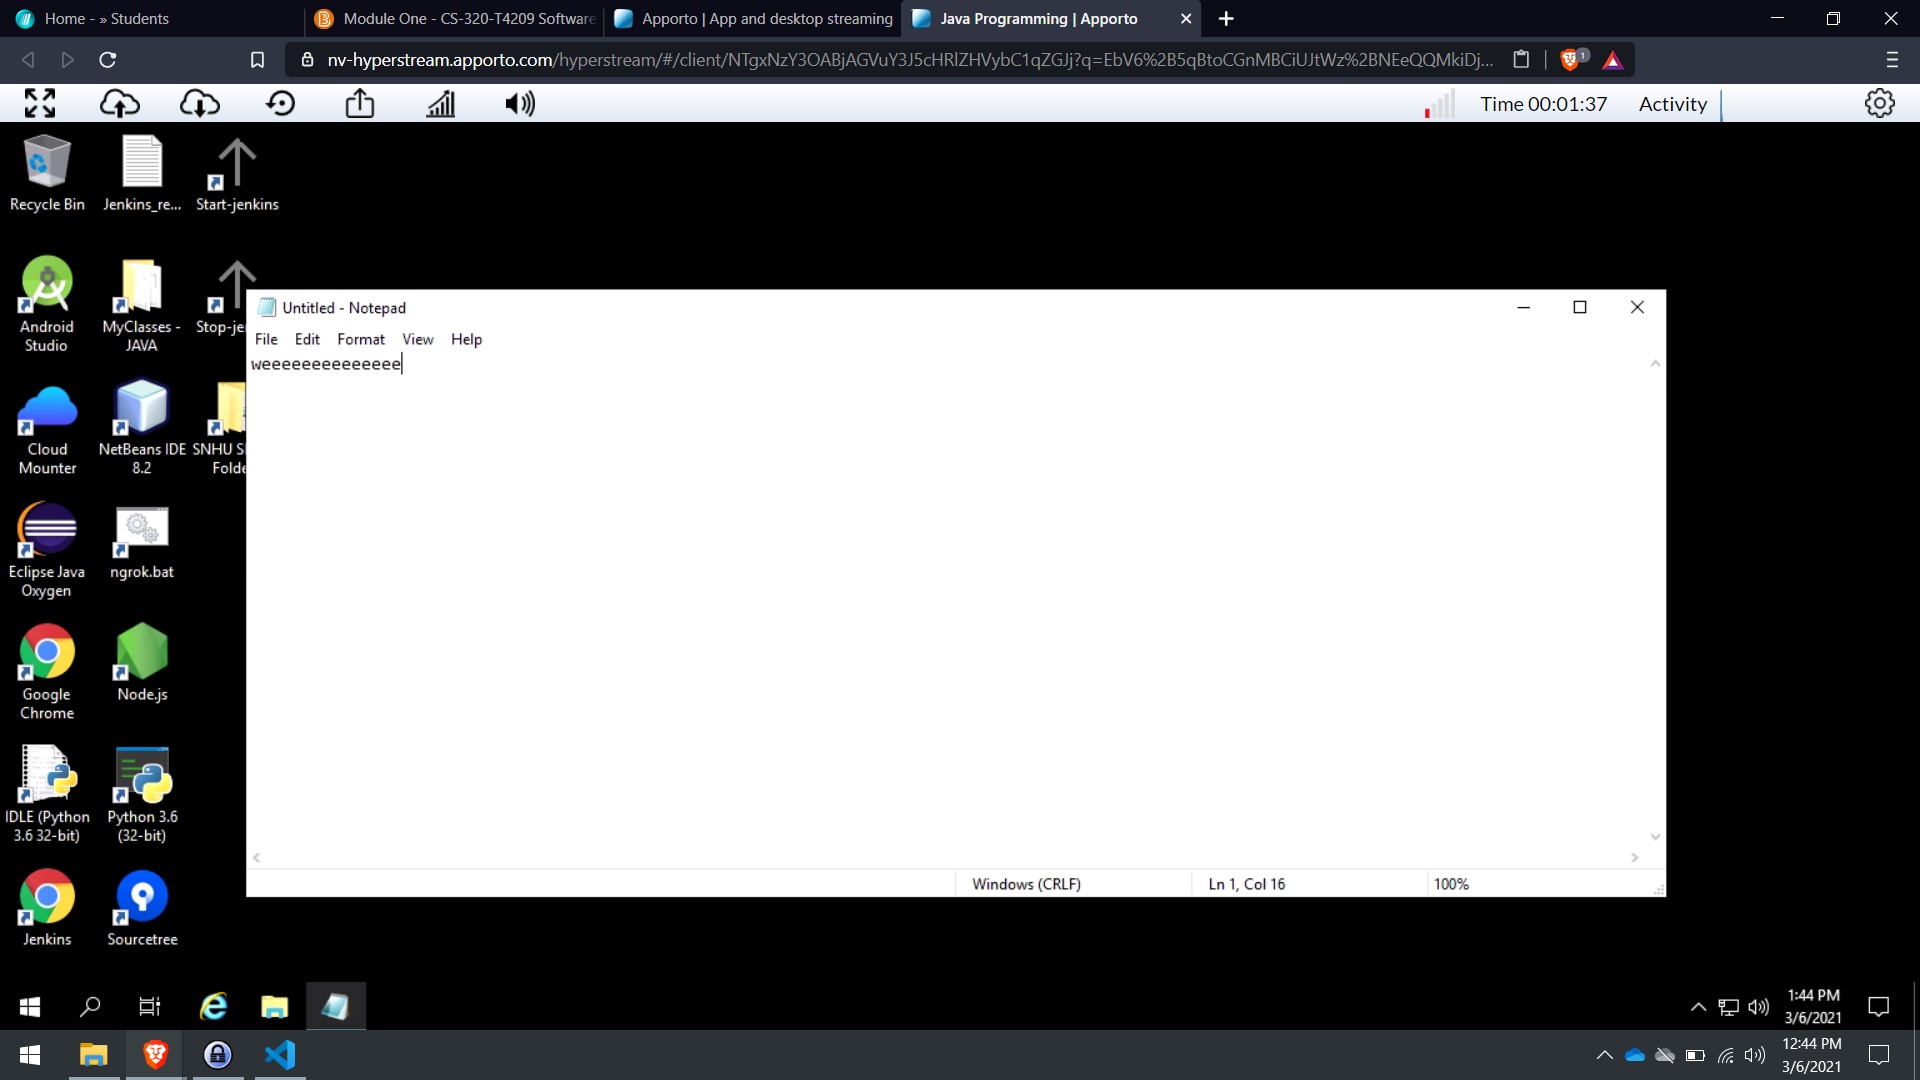 Home - » Students
Module One - CS-320-T4209 Software
Apporto | App and desktop streaming
Java Programming | Apporto
nv-hyperstream.apporto.com/hyperstream/#/client/NTgxNzY3OABjAGVuY3J5cHRlZHVybC1qZGJj?q=EbV6%2B5qBtoCGnMBCiUJtWz%2BNEeQQMkiDj...
1
Time 00:01:37
Activity
Recycle Bin
Jenkins_re...
Start-jenkins
Android
Studio
MyClasses -
JAVA
Stop-je
Cloud
Mounter
NetBeans IDE
8.2
SNHU S
Folde
Eclipse Java
Oxygen
ngrok.bat
Google
Chrome
Node.js
IDLE (Python
3.6 32-bit)
Python 3.6
(32-bit)
Jenkins
Sourcetree
Untitled - Notepad
File Edit Format View Help
weeeeeeeeeeeeee
Windows (CRLF)
Ln 1, Col 16
100%
1:44 PM
3/6/2021
12:44 PM
3/6/2021